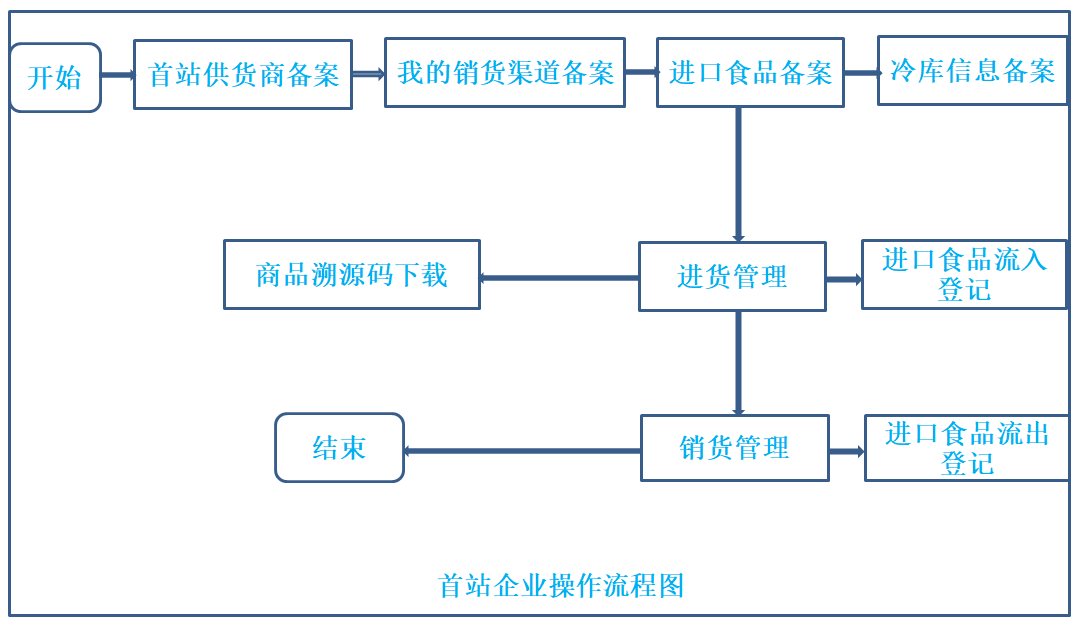 开始
首站供货商备案
我的销货渠道备案
进口食品备案
冷库信息备案
商品溯源码下载
进货管理
进口食品流入
登记
结束
销货管理
进口食品流出
登记
首站企业操作流程图